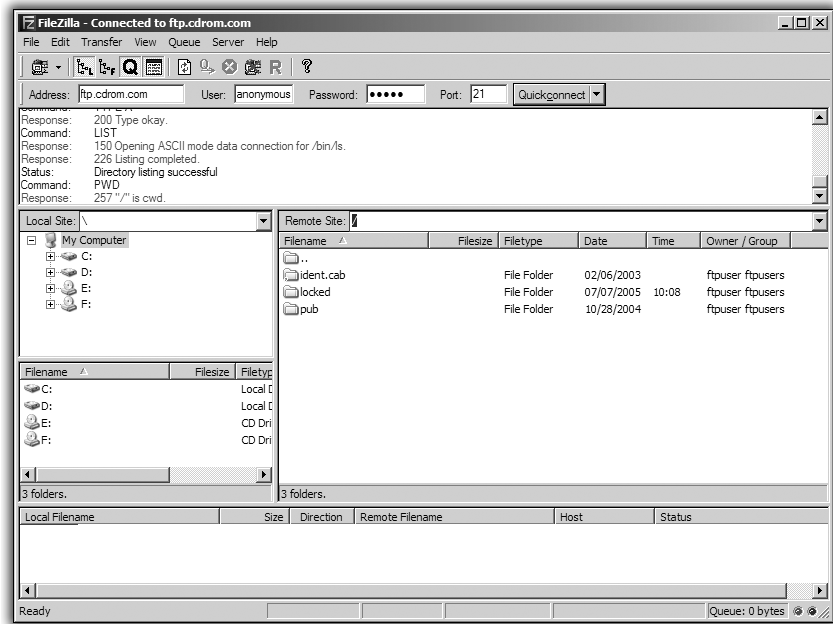 FileZilla - Connected to ftp.cdrom.com
File Edit Transfer View Queue Server Help
Address: ftp.cdrom.com User: anonymous Password: ●●●●● Port: 21 Quickconnect
Response: 200 Type okay.
Command: LIST
Response: 150 Opening ASCII mode data connection for /bin/ls.
Response: 226 Listing completed.
Status: Directory listing successful
Command: PWD
Response: 257 "/" is cwd.
Local Site: \
Remote Site: /
My Computer
C:
D:
E:
F:
Filename Filesize Filetype Date Time Owner / Group
..
ident.cab File Folder 02/06/2003 ftpuser ftpusers
locked File Folder 07/07/2005 10:08 ftpuser ftpusers
pub File Folder 10/28/2004 ftpuser ftpusers
Filename Filesize Filetyp
C: Local D
D: Local D
E: CD Dri
F: CD Dri
3 folders.
3 folders.
Local Filename Size Direction Remote Filename Host Status
Ready Queue: 0 bytes